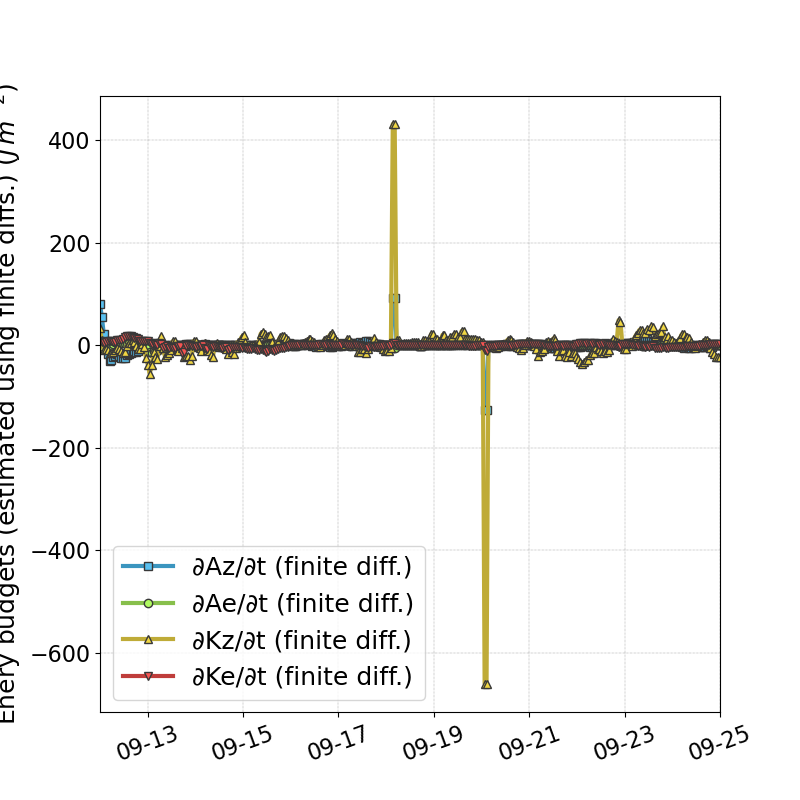 Enery budgets (estimated using finite diffs.) (J m⁻²)
400
200
0
−200
−400
−600
∂Az/∂t (finite diff.)
∂Ae/∂t (finite diff.)
∂Kz/∂t (finite diff.)
∂Ke/∂t (finite diff.)
09-13
09-15
09-17
09-19
09-21
09-23
09-25